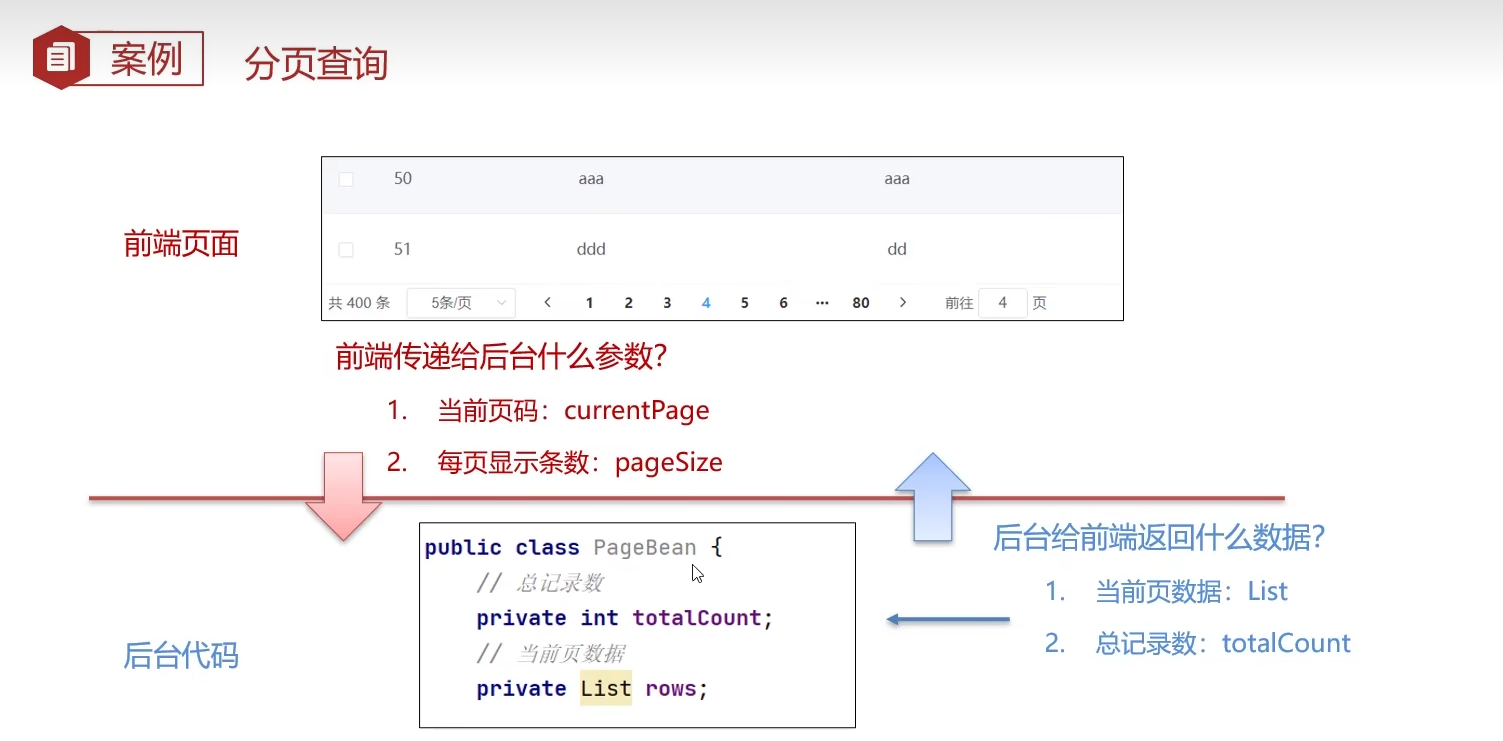 案例 分页查询
50 aaa aaa
前端页面
51 ddd dd
共 400 条 5条/页 < 1 2 3 4 5 6 ··· 80 > 前往 4 页
前端传递给后台什么参数？
1. 当前页码：currentPage
2. 每页显示条数：pageSize
后台给前端返回什么数据？
1. 当前页数据：List
2. 总记录数：totalCount
后台代码
public class PageBean {
// 总记录数
private int totalCount;
// 当前页数据
private List rows;